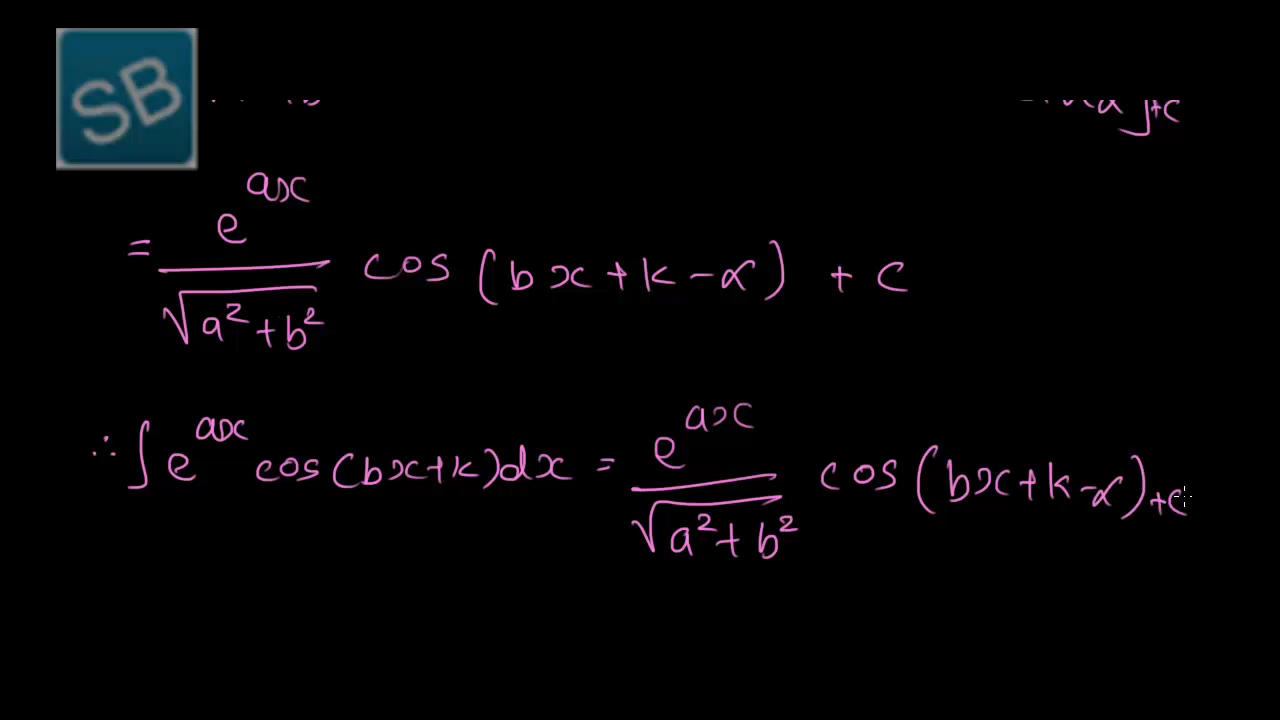 SB
+c
= e^{ax} / √(a² + b²) cos (bx + k - α) + c
∴ ∫ e^{ax} cos(bx+k)dx = e^{ax} / √(a² + b²) cos (bx + k - α) + c